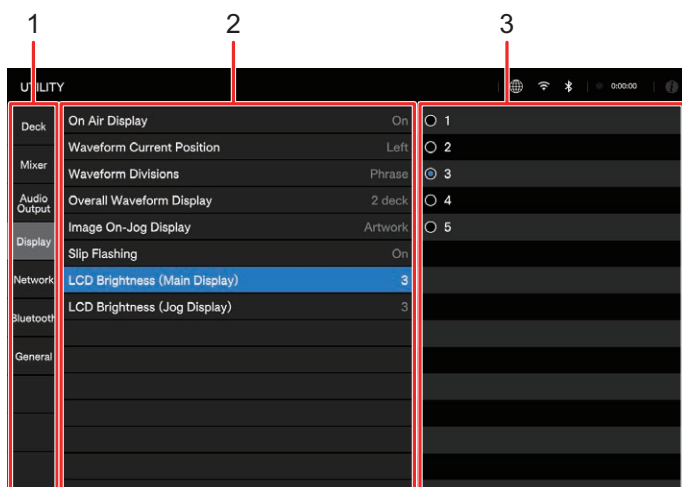 1 2 3
UTILITY 0:00:00
Deck
Mixer
Audio
Output
Display
Network
Bluetooth
General
On Air Display On
Waveform Current Position Left
Waveform Divisions Phrase
Overall Waveform Display 2 deck
Image On-Jog Display Artwork
Slip Flashing On
LCD Brightness (Main Display) 3
LCD Brightness (Jog Display) 3
1
2
3
4
5